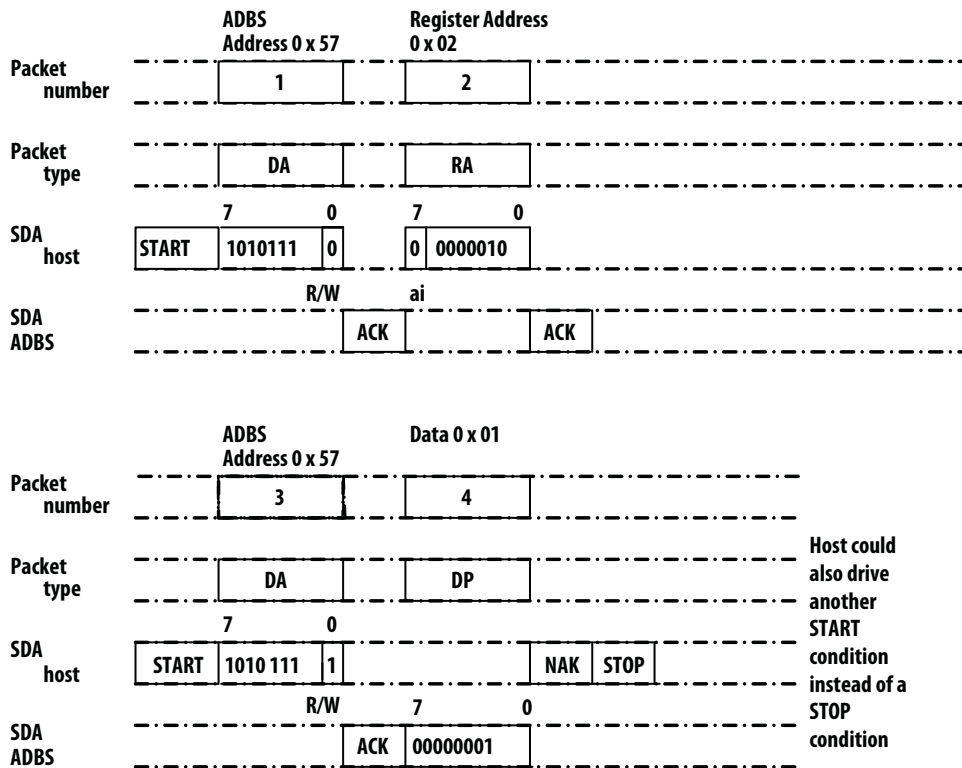 ADBS
Address 0 x 57
Register Address
0 x 02
Packet
number
1
2
Packet
type
DA
RA
7
0
7
0
SDA
host
START
1010111
0
0
0000010
R/W
ai
SDA
ADBS
ACK
ACK
ADBS
Address 0 x 57
Data 0 x 01
Packet
number
3
4
Packet
type
DA
DP
7
0
SDA
host
START
1010 111
1
NAK
STOP
R/W
7
0
SDA
ADBS
ACK
00000001
Host could
also drive
another
START
condition
instead of a
STOP
condition